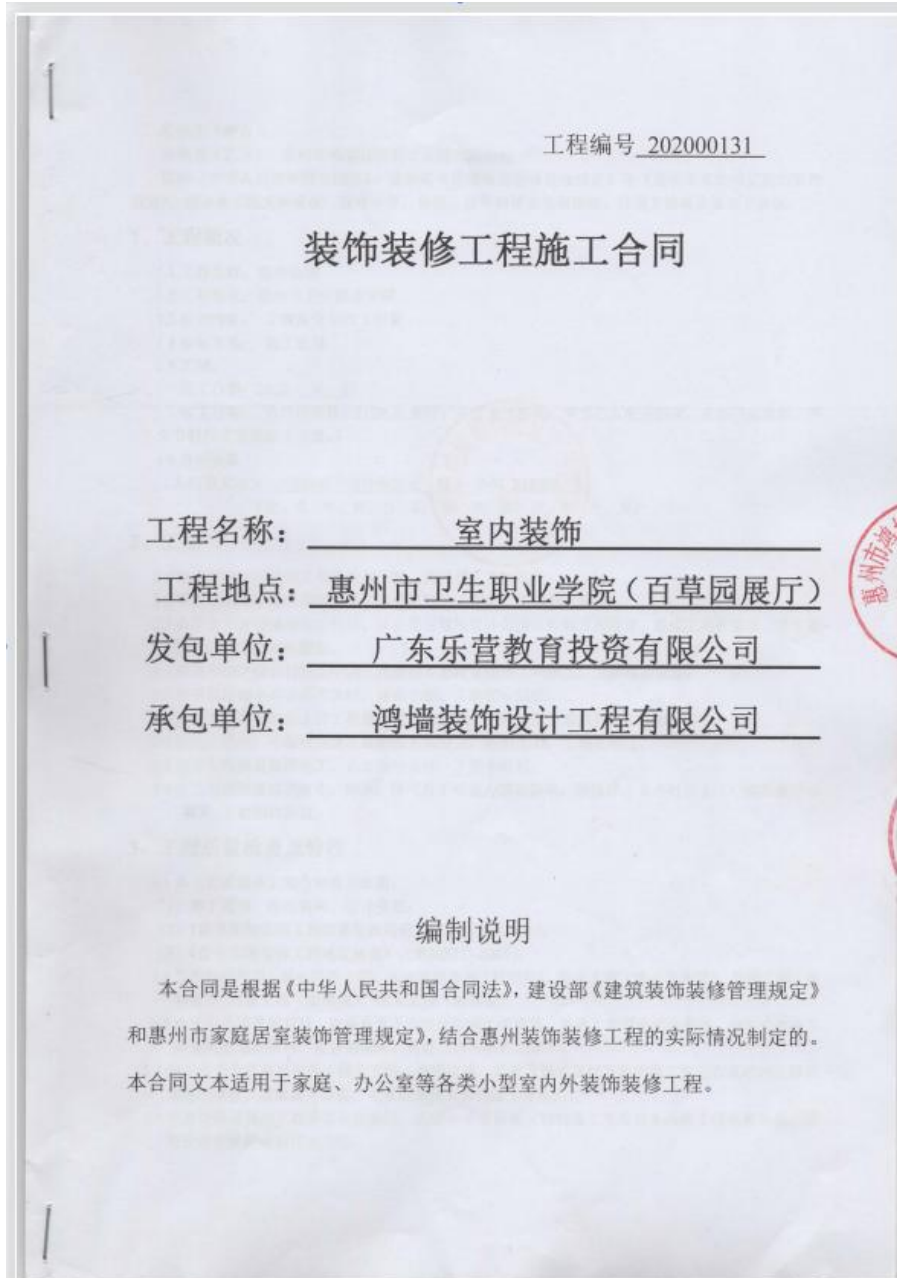 工程编号 202000131
装饰装修工程施工合同
工程名称： 室内装饰
工程地点： 惠州市卫生职业学院（百草园展厅）
发包单位： 广东乐营教育投资有限公司
承包单位： 鸿墙装饰设计工程有限公司
惠州市鸿
编制说明
本合同是根据《中华人民共和国合同法》，建设部《建筑装饰装修管理规定》
和惠州市家庭居室装饰管理规定》，结合惠州装饰装修工程的实际情况制定的。
本合同文本适用于家庭、办公室等各类小型室内外装饰装修工程。